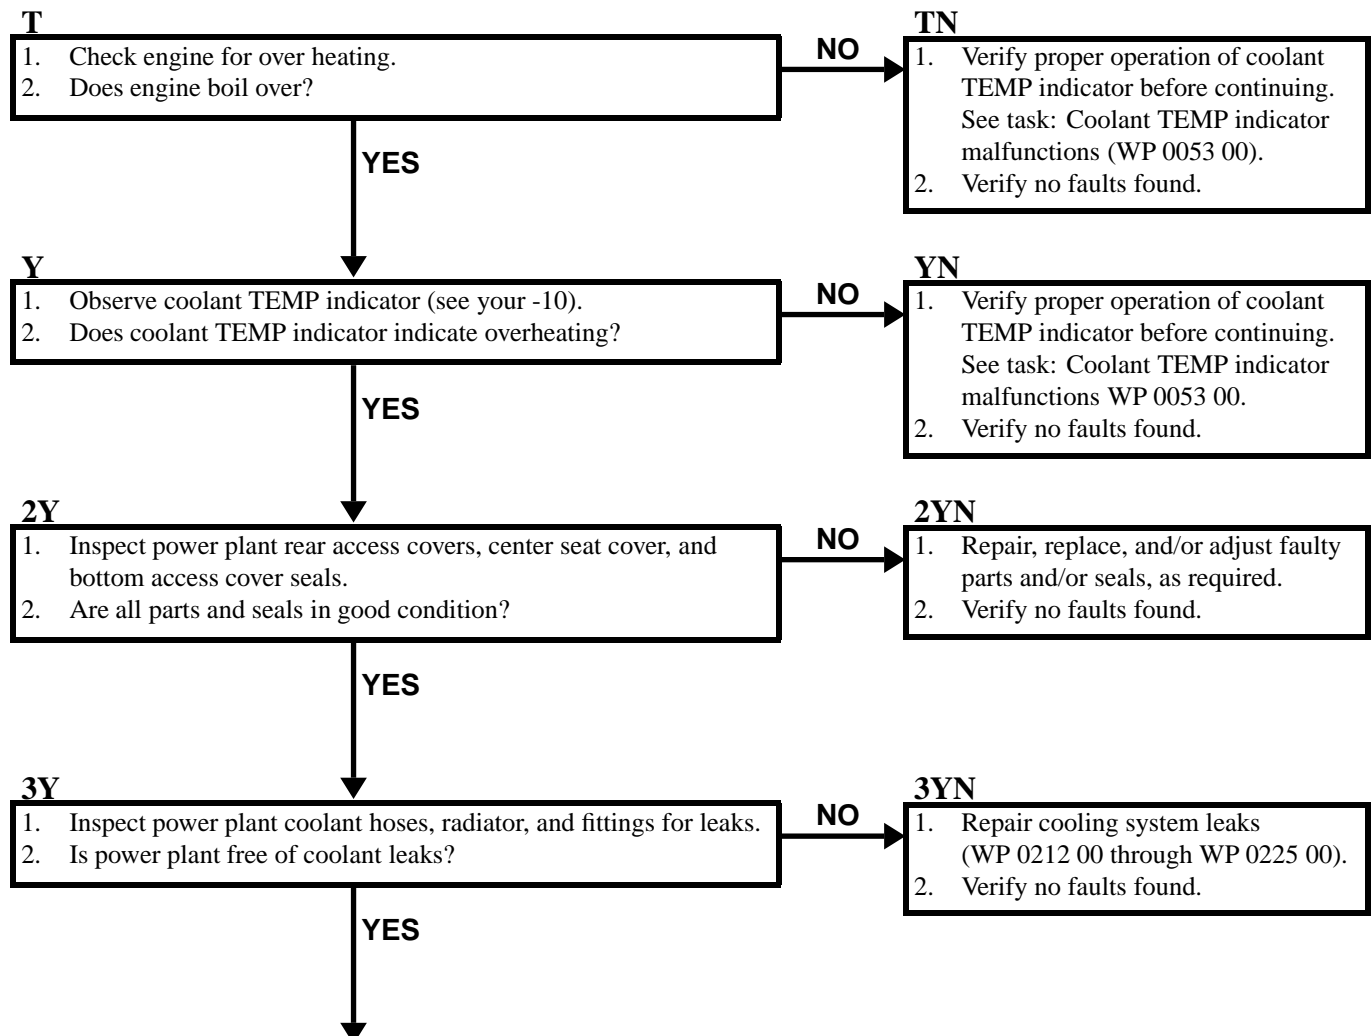 T
1. Check engine for over heating.
2. Does engine boil over?
NO
TN
1. Verify proper operation of coolant
TEMP indicator before continuing.
See task: Coolant TEMP indicator
malfunctions (WP 0053 00).
2. Verify no faults found.
YES
Y
1. Observe coolant TEMP indicator (see your -10).
2. Does coolant TEMP indicator indicate overheating?
NO
YN
1. Verify proper operation of coolant
TEMP indicator before continuing.
See task: Coolant TEMP indicator
malfunctions WP 0053 00.
2. Verify no faults found.
YES
2Y
1. Inspect power plant rear access covers, center seat cover, and
bottom access cover seals.
2. Are all parts and seals in good condition?
NO
2YN
1. Repair, replace, and/or adjust faulty
parts and/or seals, as required.
2. Verify no faults found.
YES
3Y
1. Inspect power plant coolant hoses, radiator, and fittings for leaks.
2. Is power plant free of coolant leaks?
NO
3YN
1. Repair cooling system leaks
(WP 0212 00 through WP 0225 00).
2. Verify no faults found.
YES